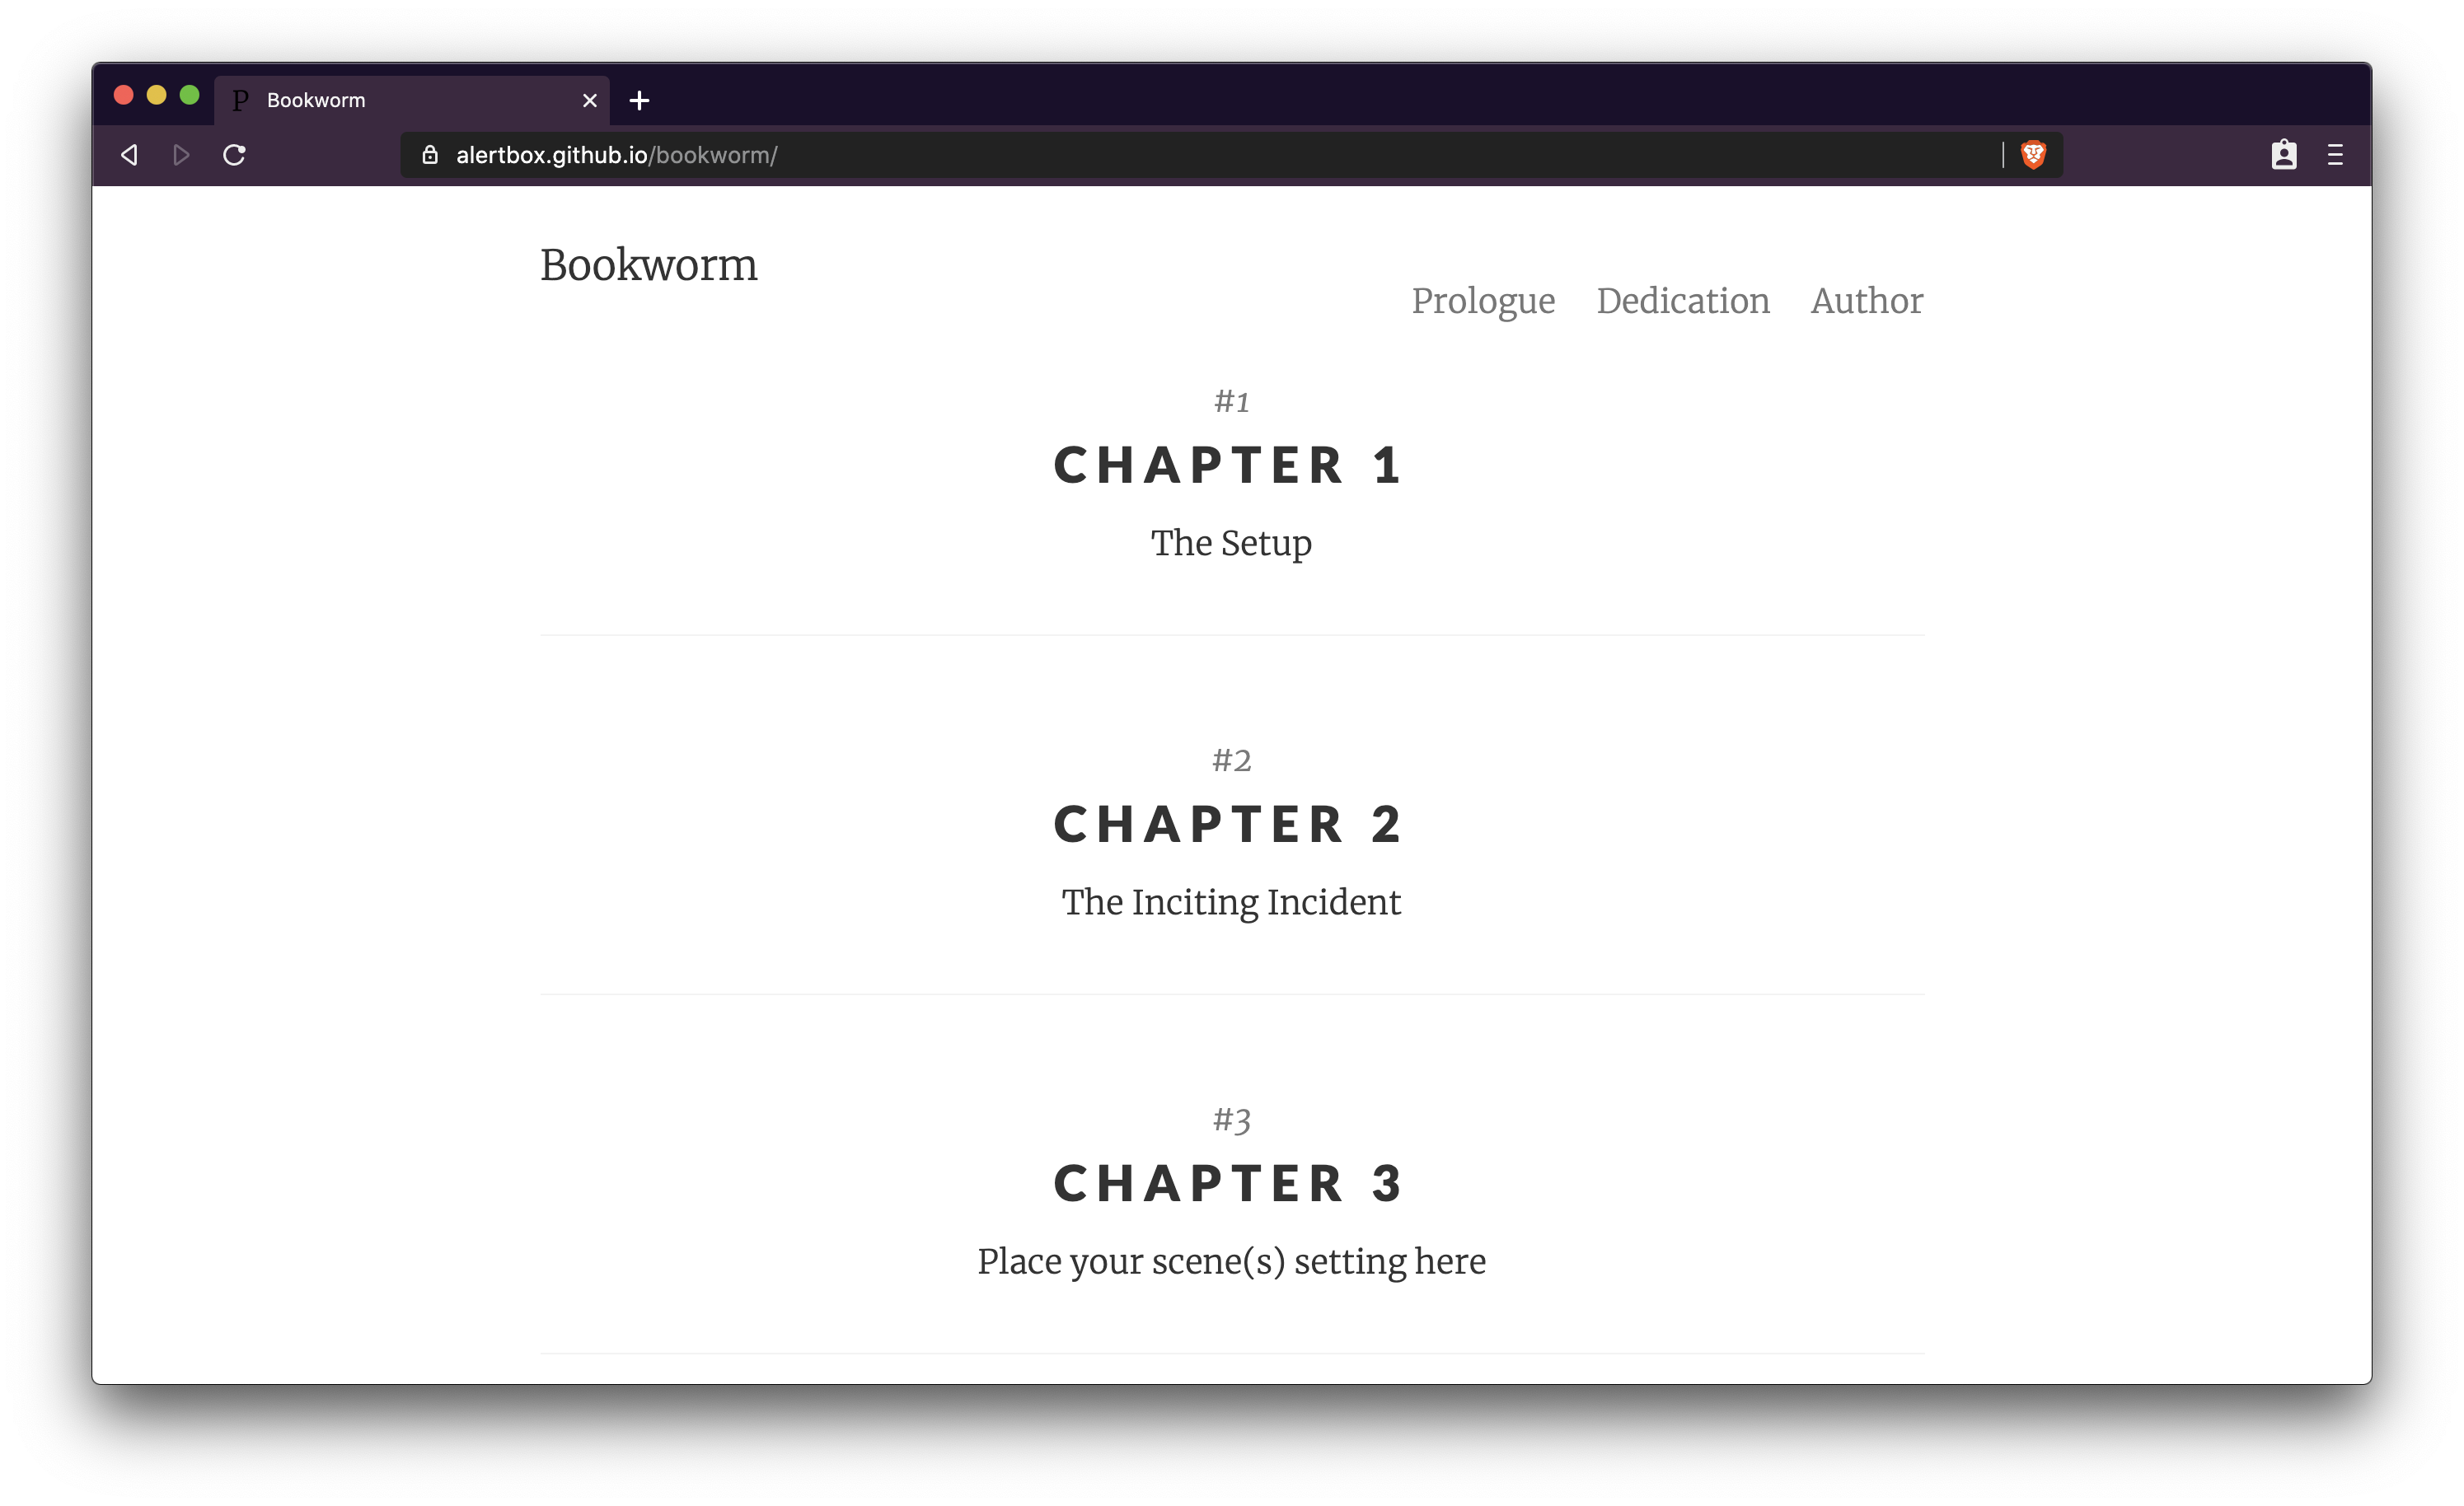 P Bookworm
alertbox.github.io/bookworm/
Bookworm
Prologue Dedication Author
#1
CHAPTER 1
The Setup
#2
CHAPTER 2
The Inciting Incident
#3
CHAPTER 3
Place your scene(s) setting here